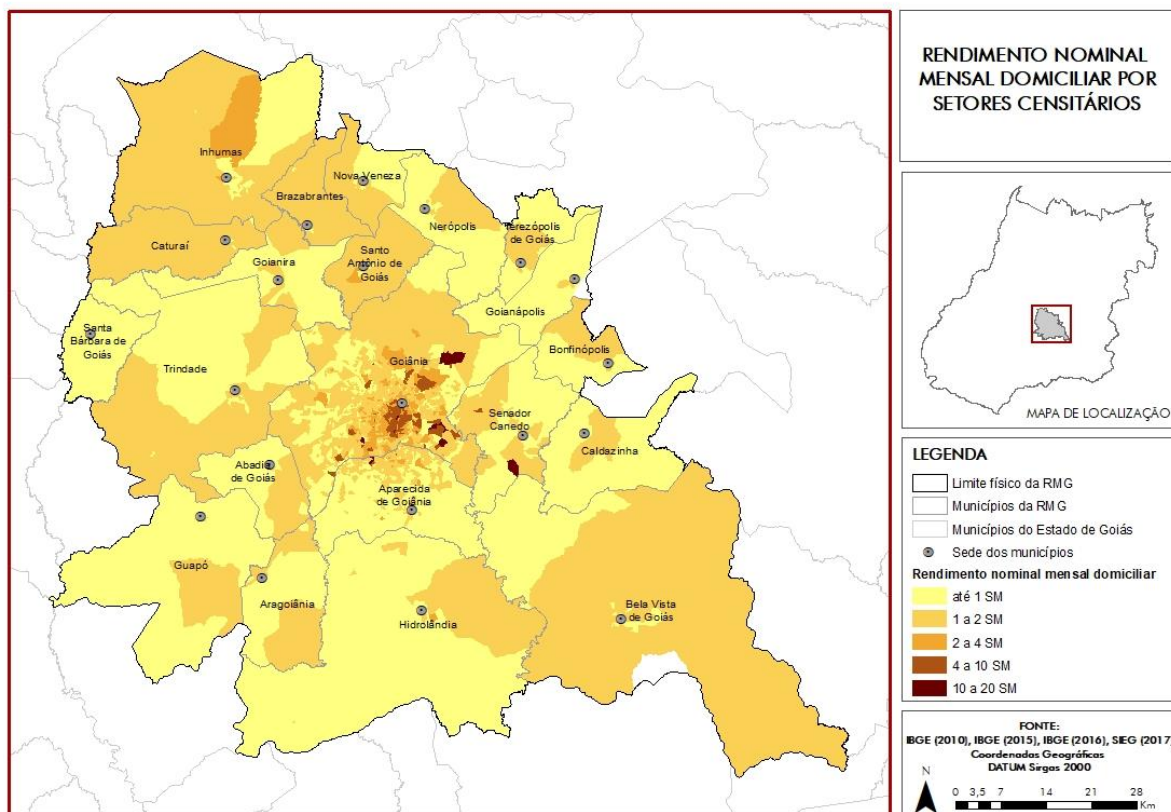 RENDIMENTO NOMINAL
MENSAL DOMICILIAR POR
SETORES CENSITÁRIOS
Inhumas
Nova Veneza
Brazabrantes
Nerópolis
Terezópolis
de Goiás
Caturaí
Santo
Antônio de
Goiás
Goianira
Goianápolis
Santa
Bárbara de
Goiás
Bonfinópolis
Goiânia
Trindade
Senador
Canedo
Caldazinha
Abadia
de Goiás
Aparecida
de Goiânia
Guapó
Aragoiânia
Hidrolândia
Bela Vista
de Goiás
MAPA DE LOCALIZAÇÃO
LEGENDA
Limite físico da RMG
Municípios da RMG
Municípios do Estado de Goiás
Sede dos municípios
Rendimento nominal mensal domiciliar
até 1 SM
1 a 2 SM
2 a 4 SM
4 a 10 SM
10 a 20 SM
FONTE:
IBGE (2010), IBGE (2015), IBGE (2016), SIEG (2017)
Coordenadas Geográficas
DATUM Sirgas 2000
N
0 3,5 7 14 21 28
Km